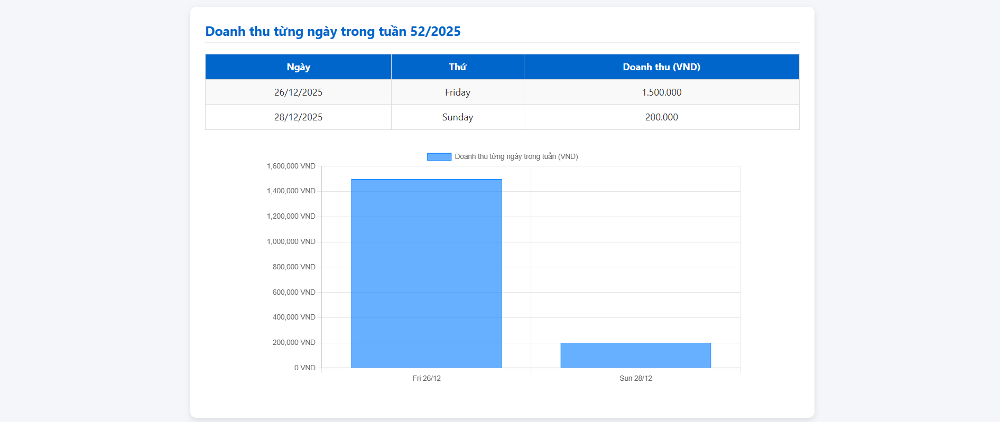 Doanh thu từng ngày trong tuần 52/2025
Ngày Thứ Doanh thu (VND)
26/12/2025 Friday 1.500.000
28/12/2025 Sunday 200.000
Doanh thu từng ngày trong tuần (VND)
1,600,000 VND
1,400,000 VND
1,200,000 VND
1,000,000 VND
800,000 VND
600,000 VND
400,000 VND
200,000 VND
0 VND
Fri 26/12 Sun 28/12